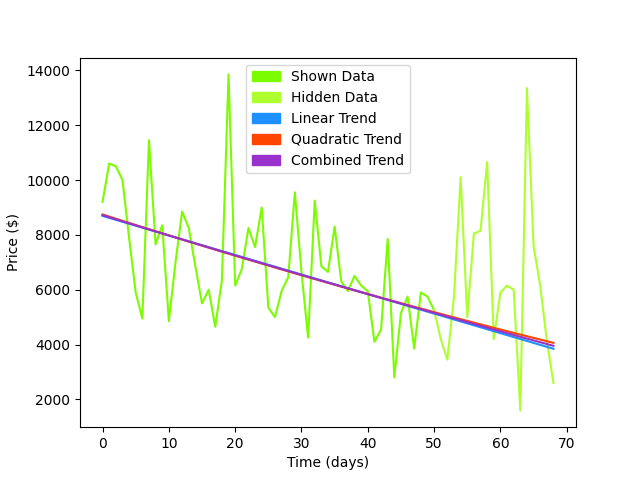 14000
12000
10000
8000
6000
4000
2000
Price ($)
Shown Data
Hidden Data
Linear Trend
Quadratic Trend
Combined Trend
0 10 20 30 40 50 60 70
Time (days)